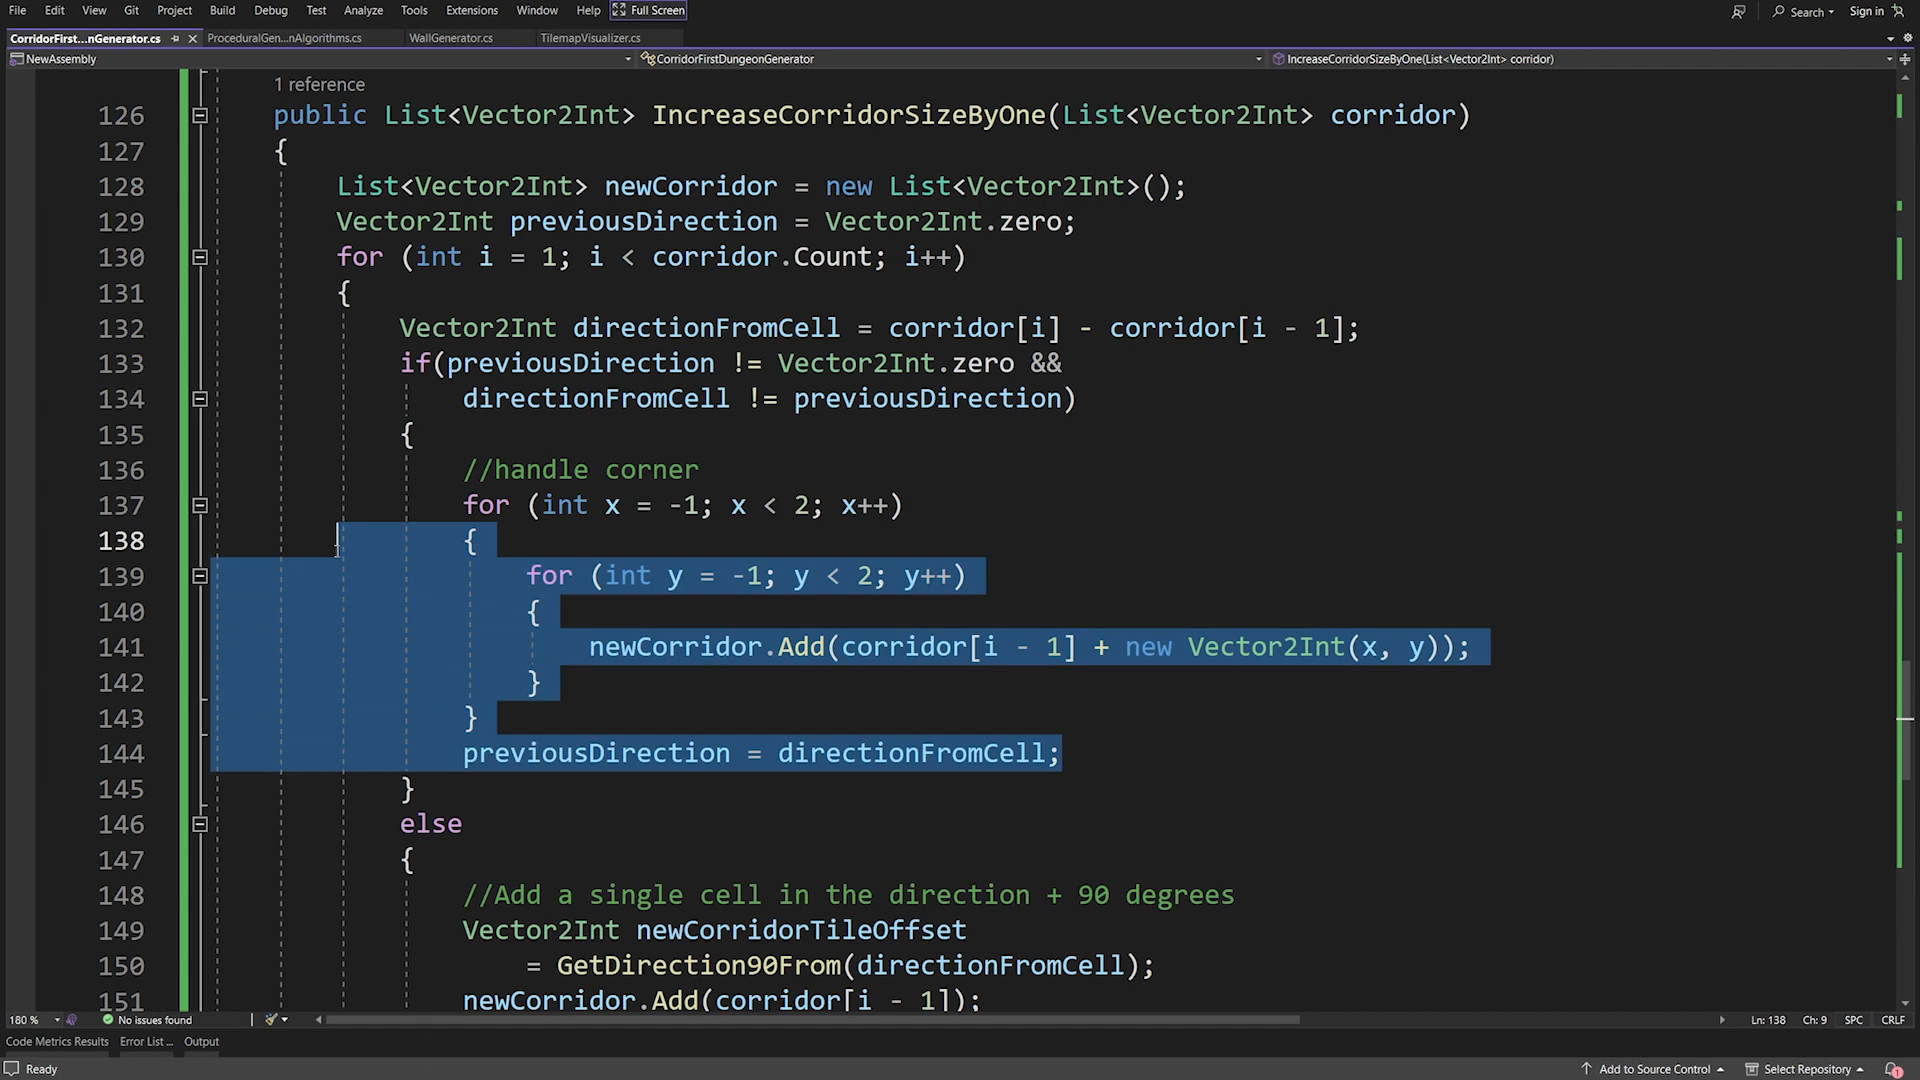 File Edit View Git Project Build Debug Test Analyze Tools Extensions Window Help Full Screen Search Sign in
CorridorFirst...nGenerator.cs ProceduralGen...nAlgorithms.cs WallGenerator.cs TilemapVisualizer.cs
NewAssembly CorridorFirstDungeonGenerator IncreaseCorridorSizeByOne(List<Vector2Int> corridor)
1 reference
126 public List<Vector2Int> IncreaseCorridorSizeByOne(List<Vector2Int> corridor)
127 {
128 List<Vector2Int> newCorridor = new List<Vector2Int>();
129 Vector2Int previousDirection = Vector2Int.zero;
130 for (int i = 1; i < corridor.Count; i++)
131 {
132 Vector2Int directionFromCell = corridor[i] - corridor[i - 1];
133 if(previousDirection != Vector2Int.zero &&
134 directionFromCell != previousDirection)
135 {
136 //handle corner
137 for (int x = -1; x < 2; x++)
138 {
139 for (int y = -1; y < 2; y++)
140 {
141 newCorridor.Add(corridor[i - 1] + new Vector2Int(x, y));
142 }
143 }
144 previousDirection = directionFromCell;
145 }
146 else
147 {
148 //Add a single cell in the direction + 90 degrees
149 Vector2Int newCorridorTileOffset
150 = GetDirection90From(directionFromCell);
151 newCorridor.Add(corridor[i - 1]);
180 % No issues found Ln: 138 Ch: 9 SPC CRLF
Code Metrics Results Error List ... Output
Ready Add to Source Control Select Repository 1